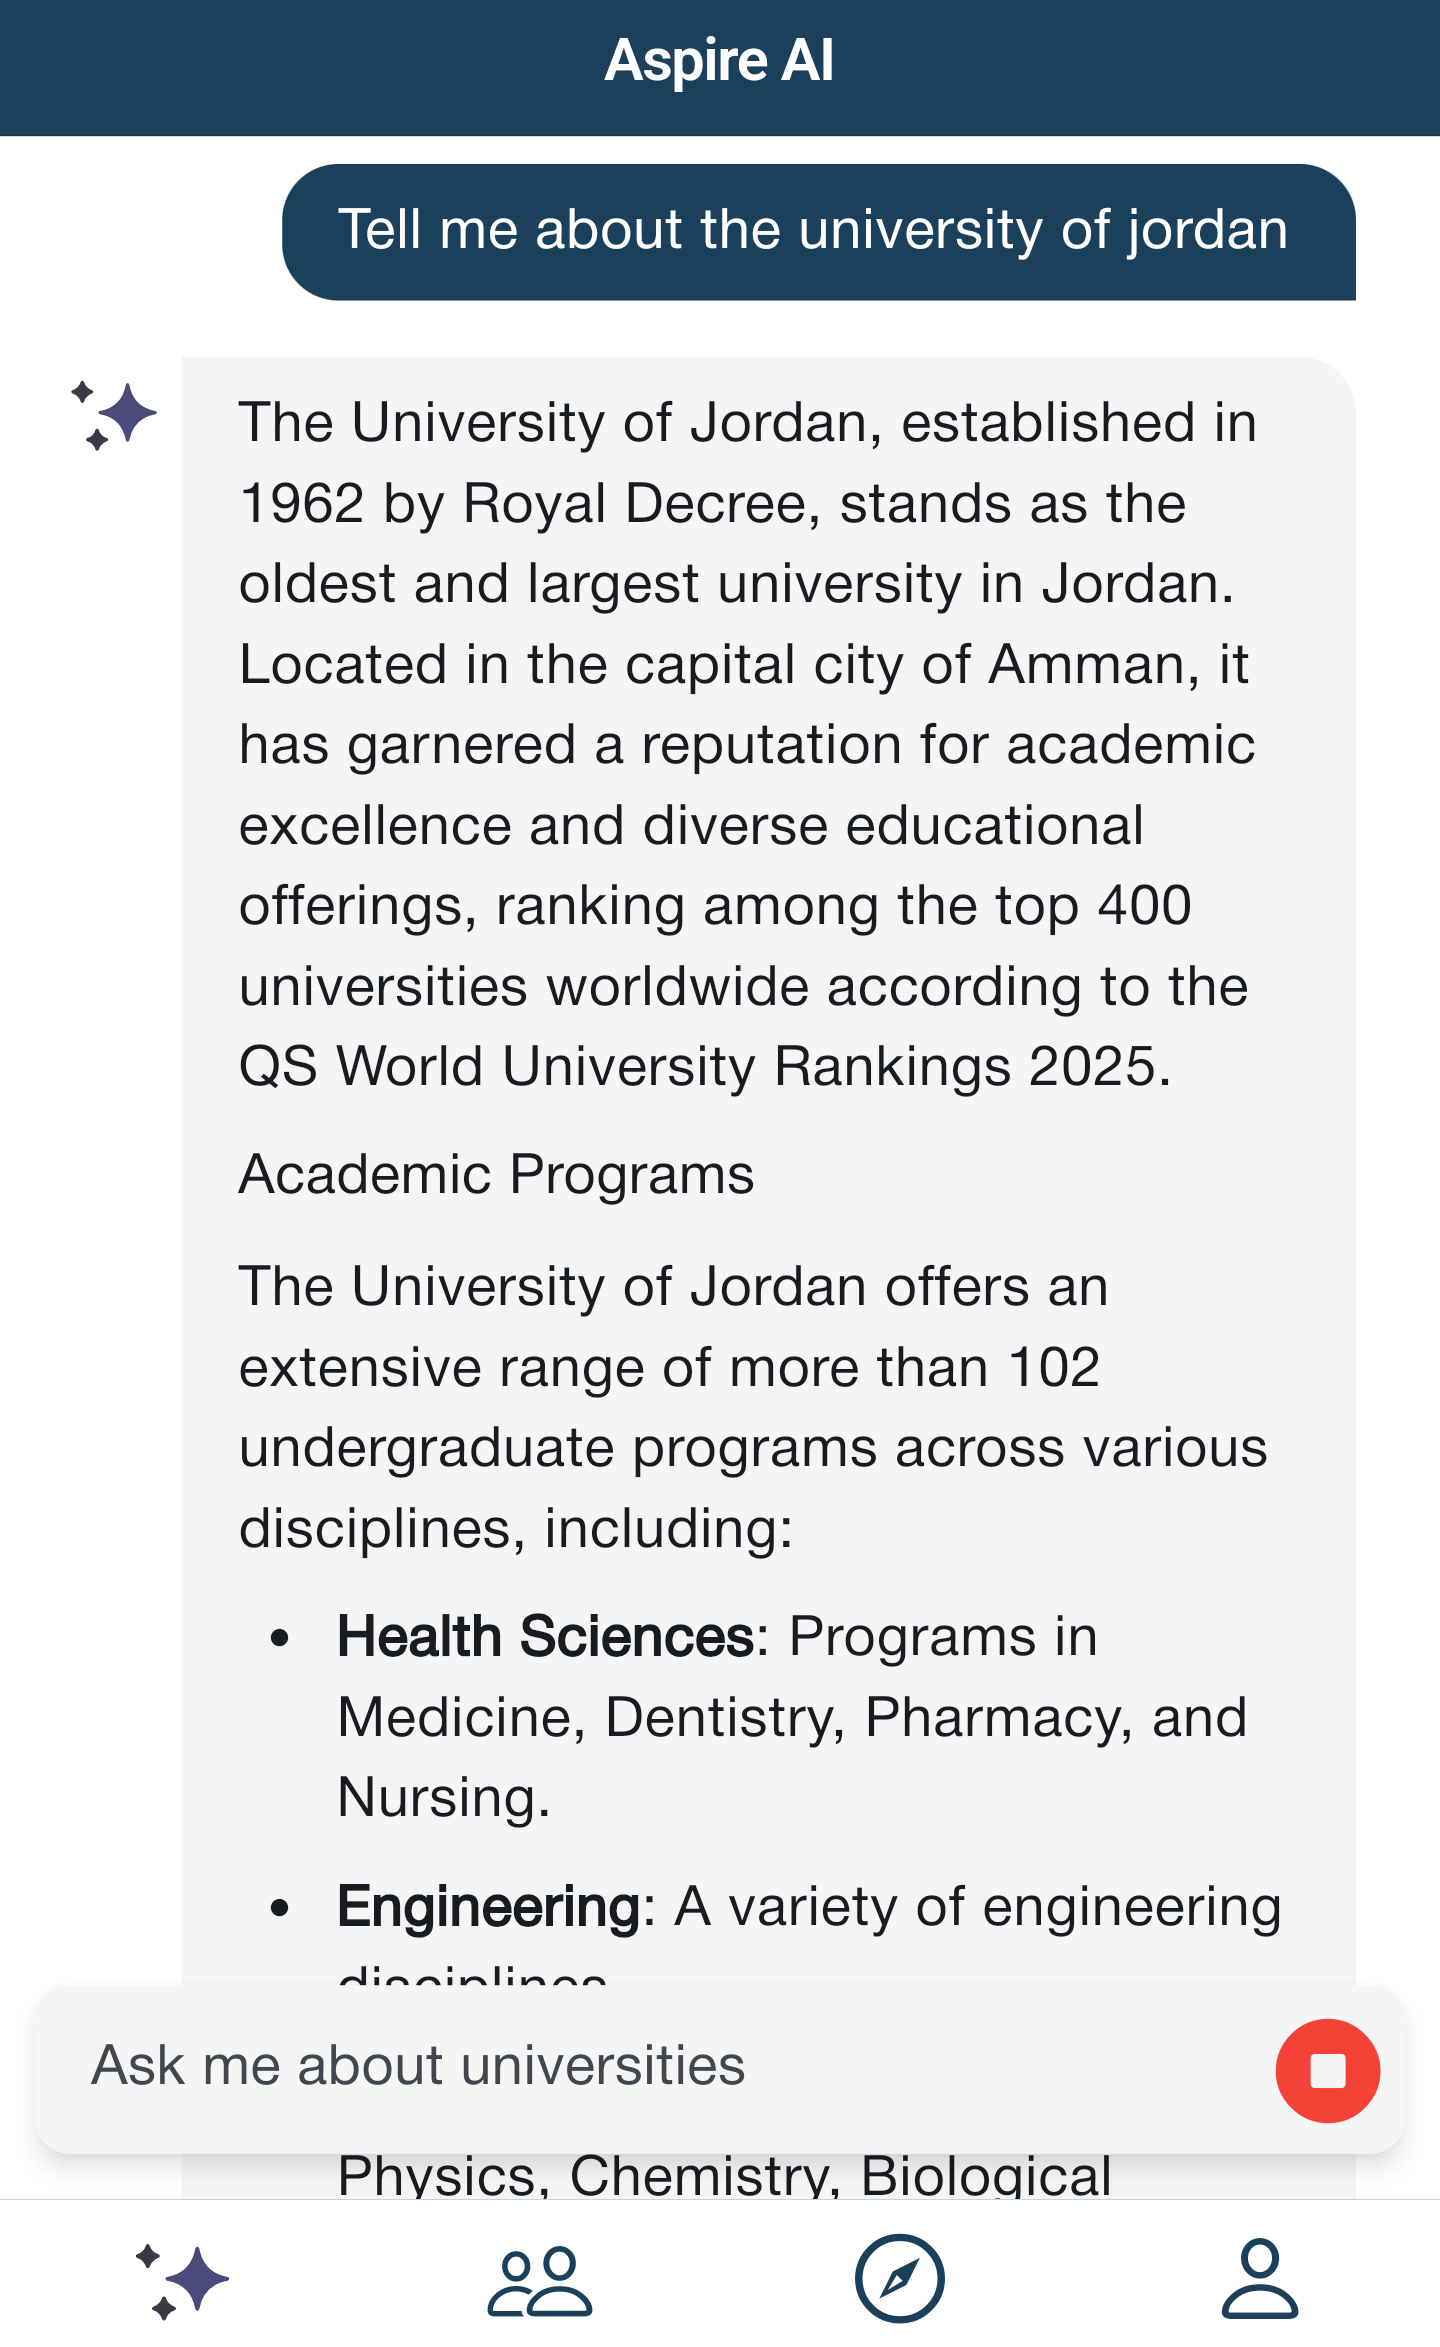 Aspire AI
Tell me about the university of jordan
The University of Jordan, established in
1962 by Royal Decree, stands as the
oldest and largest university in Jordan.
Located in the capital city of Amman, it
has garnered a reputation for academic
excellence and diverse educational
offerings, ranking among the top 400
universities worldwide according to the
QS World University Rankings 2025.
Academic Programs
The University of Jordan offers an
extensive range of more than 102
undergraduate programs across various
disciplines, including:
• Health Sciences: Programs in
Medicine, Dentistry, Pharmacy, and
Nursing.
• Engineering: A variety of engineering
disciplines
Ask me about universities
Physics, Chemistry, Biological